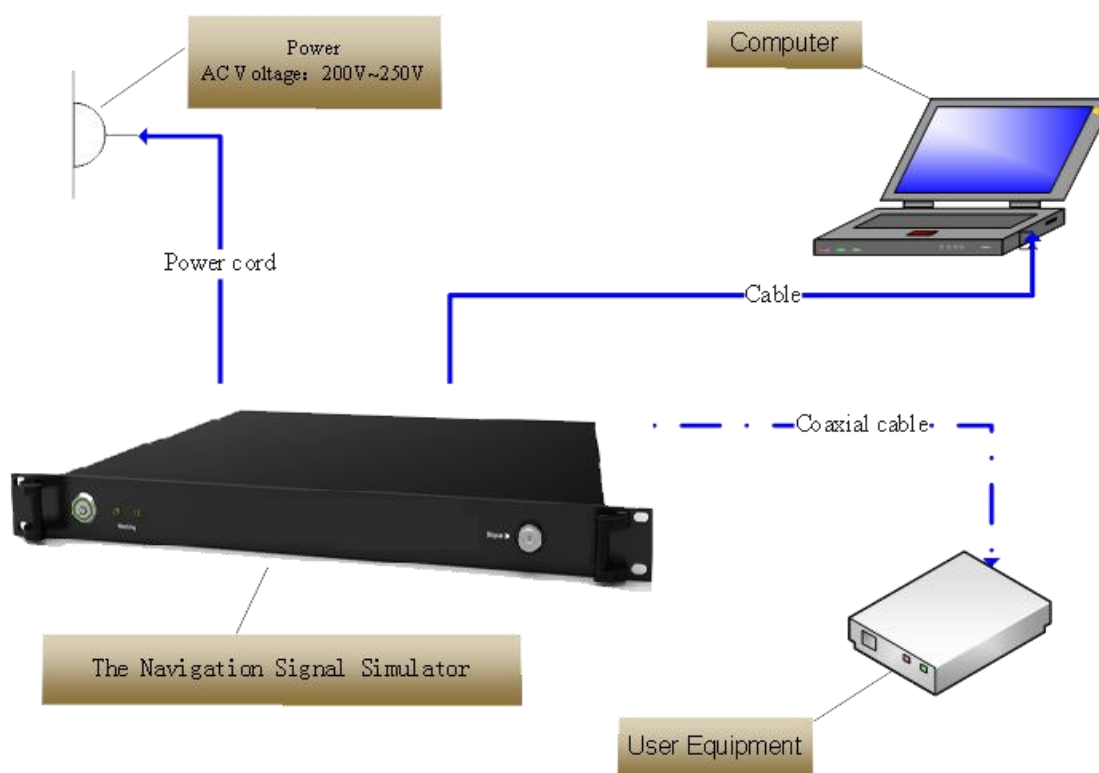 Power
AC Voltage: 200V~250V
Computer
Power cord
Cable
Coaxial cable
The Navigation Signal Simulator
User Equipment